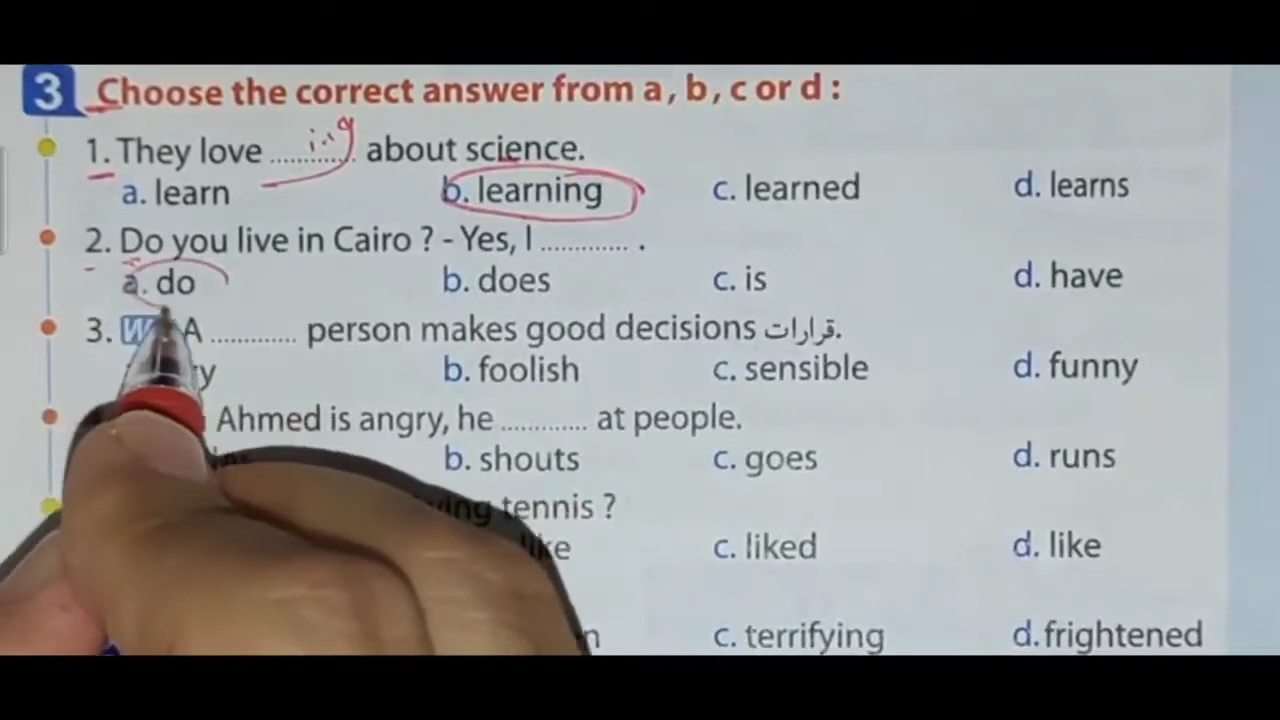 3 Choose the correct answer from a, b, c or d :
ing
1. They love ............ about science.
a. learn b. learning c. learned d. learns
2. Do you live in Cairo ? - Yes, I ............ .
a. do b. does c. is d. have
3. A ............ person makes good decisions قرارات.
b. foolish c. sensible d. funny
Ahmed is angry, he ............ at people.
b. shouts c. goes d. runs
tennis ?
c. liked d. like
c. terrifying d. frightened